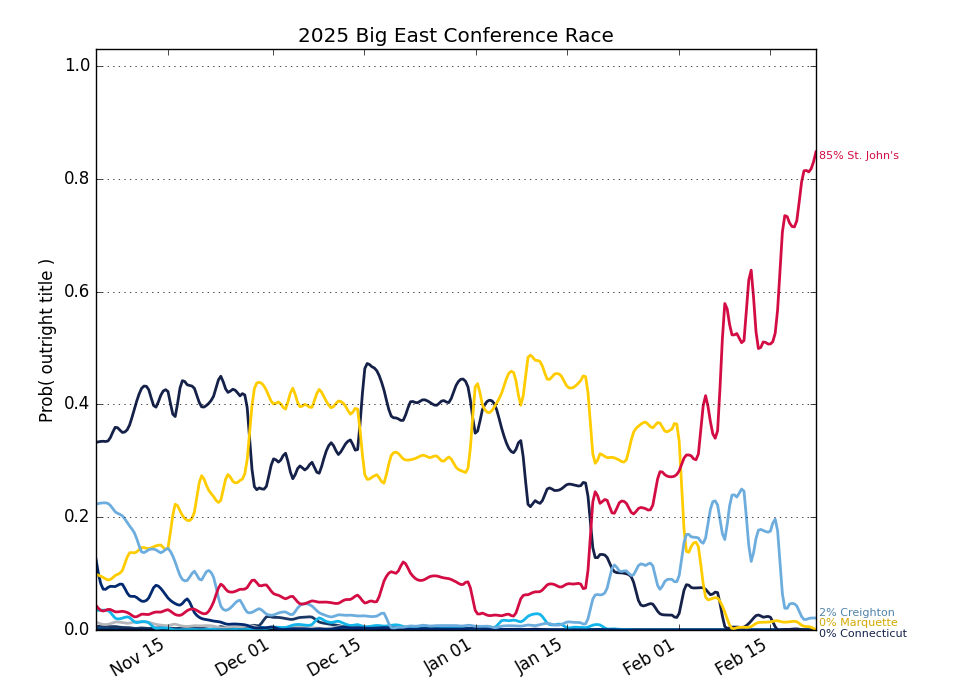 2025 Big East Conference Race
Prob( outright title )
1.0
0.8
0.6
0.4
0.2
0.0
Nov 15
Dec 01
Dec 15
Jan 01
Jan 15
Feb 01
Feb 15
85% St. John's
2% Creighton
0% Marquette
0% Connecticut